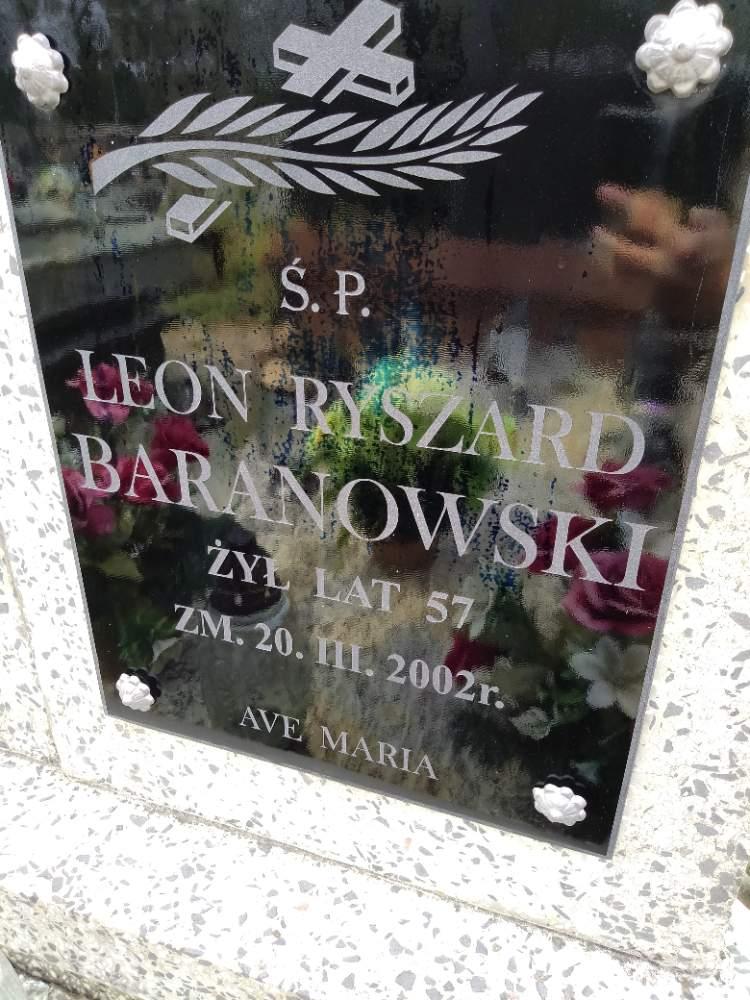 Ś. P.
LEON RYSZARD
BARANOWSKI
ŻYŁ LAT 57
ZM. 20. III. 2002r.
AVE MARIA